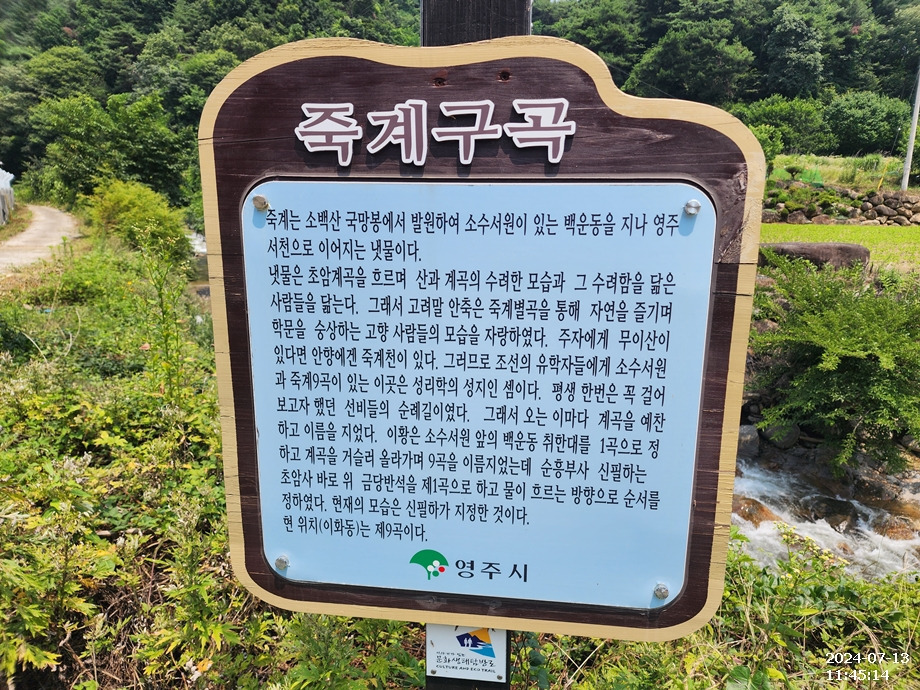 죽계구곡
죽계는 소백산 국망봉에서 발원하여 소수서원이 있는 백운동을 지나 영주
서천으로 이어지는 냇물이다.
냇물은 초암계곡을 흐르며 산과 계곡의 수려한 모습과 그 수려함을 닮은
사람들을 닮는다. 그래서 고려말 안축은 죽계별곡을 통해 자연을 즐기며
학문을 숭상하는 고향 사람들의 모습을 자랑하였다. 주자에게 무이산이
있다면 안향에겐 죽계천이 있다. 그러므로 조선의 유학자들에게 소수서원
과 죽계9곡이 있는 이곳은 성리학의 성지인 셈이다. 평생 한번은 꼭 걸어
보고자 했던 선비들의 순례길이였다. 그래서 오는 이마다 계곡을 예찬
하고 이름을 지었다. 이황은 소수서원 앞의 백운동 취한대를 1곡으로 정
하고 계곡을 거슬러 올라가며 9곡을 이름지었는데 순흥부사 신필하는
초암사 바로 위 금당반석을 제1곡으로 하고 물이 흐르는 방향으로 순서를
정하였다. 현재의 모습은 신필하가 지정한 것이다.
현 위치(이화동)는 제9곡이다.
영주시
문화생태탐방로
CULTURE AND ECO TRAIL
2024-07-13
11:45:14